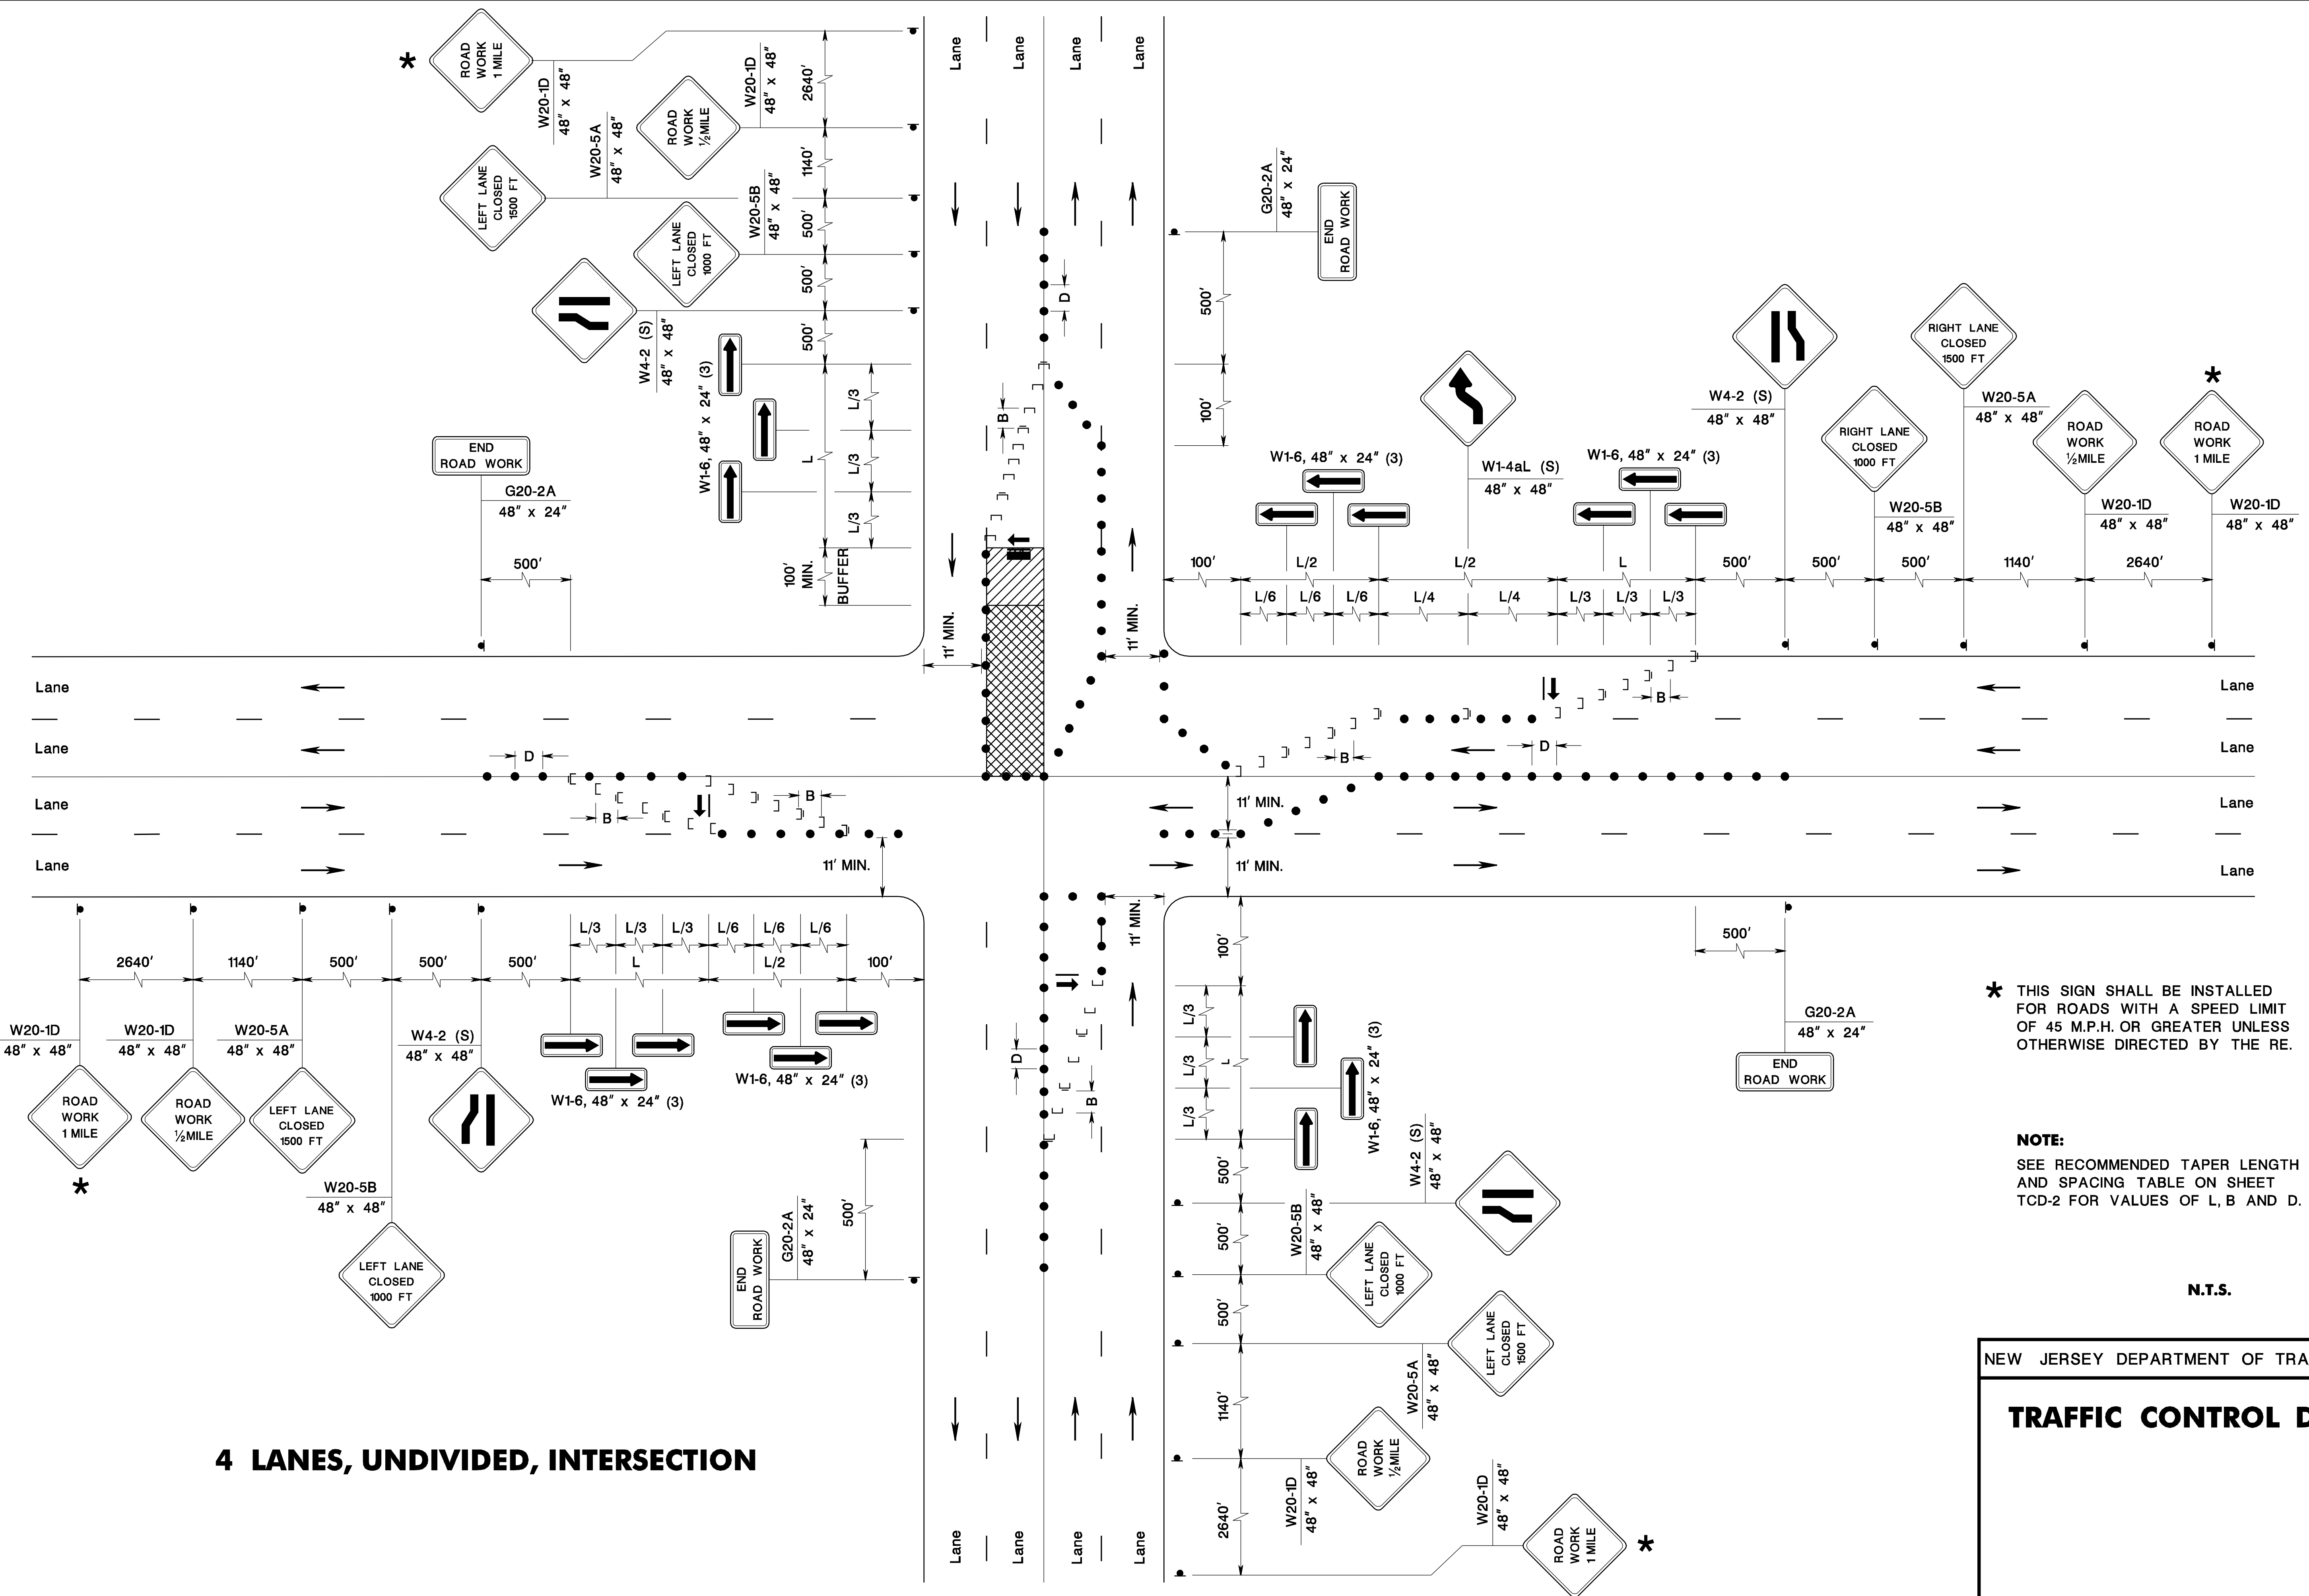 ROAD
WORK
1 MILE
*
W20-1D
48" x 48"
ROAD
WORK
½MILE
W20-1D
48" x 48"
2640'
LEFT LANE
CLOSED
1500 FT
W20-5A
48" x 48"
1140'
LEFT LANE
CLOSED
1000 FT
W20-5B
48" x 48"
500'
500'
W4-2 (S)
48" x 48"
500'
W1-6, 48" x 24" (3)
L
L/3
L/3
L/3
100'
MIN.
BUFFER
END
ROAD WORK
G20-2A
48" x 24"
500'
Lane
Lane
Lane
Lane
D
B
11' MIN.
11' MIN.
G20-2A
48" x 24"
END
ROAD WORK
500'
100'
W1-4aL (S)
48" x 48"
W1-6, 48" x 24" (3)
W1-6, 48" x 24" (3)
W4-2 (S)
48" x 48"
RIGHT LANE
CLOSED
1000 FT
W20-5B
48" x 48"
RIGHT LANE
CLOSED
1500 FT
W20-5A
48" x 48"
ROAD
WORK
½MILE
W20-1D
48" x 48"
*
ROAD
WORK
1 MILE
W20-1D
48" x 48"
100' L/2 L/2 L 500' 500' 500' 1140' 2640'
L/6 L/6 L/6 L/4 L/4 L/3 L/3 L/3
Lane
Lane
Lane
Lane
D
B
B
11' MIN.
B
B
D
11' MIN.
11' MIN.
Lane
Lane
Lane
Lane
L/3 L/3 L/3 L/6 L/6 L/6
2640' 1140' 500' 500' 500' L L/2 100'
W20-1D
48" x 48"
ROAD
WORK
1 MILE
*
W20-1D
48" x 48"
ROAD
WORK
½MILE
W20-5A
48" x 48"
LEFT LANE
CLOSED
1500 FT
W20-5B
48" x 48"
LEFT LANE
CLOSED
1000 FT
W4-2 (S)
48" x 48"
W1-6, 48" x 24" (3)
W1-6, 48" x 24" (3)
END
ROAD WORK
G20-2A
48" x 24"
500'
11' MIN.
D
B
100'
L/3
L/3
L/3
L
W1-6, 48" x 24" (3)
500'
W4-2 (S)
48" x 48"
500'
W20-5B
48" x 48"
LEFT LANE
CLOSED
1000 FT
500'
W20-5A
48" x 48"
LEFT LANE
CLOSED
1500 FT
1140'
W20-1D
48" x 48"
ROAD
WORK
½MILE
2640'
W20-1D
48" x 48"
ROAD
WORK
1 MILE
*
Lane
Lane
Lane
Lane
500'
G20-2A
48" x 24"
END
ROAD WORK
* THIS SIGN SHALL BE INSTALLED
FOR ROADS WITH A SPEED LIMIT
OF 45 M.P.H. OR GREATER UNLESS
OTHERWISE DIRECTED BY THE RE.
NOTE:
SEE RECOMMENDED TAPER LENGTH
AND SPACING TABLE ON SHEET
TCD-2 FOR VALUES OF L, B AND D.
N.T.S.
4 LANES, UNDIVIDED, INTERSECTION
NEW JERSEY DEPARTMENT OF TRA
TRAFFIC CONTROL D